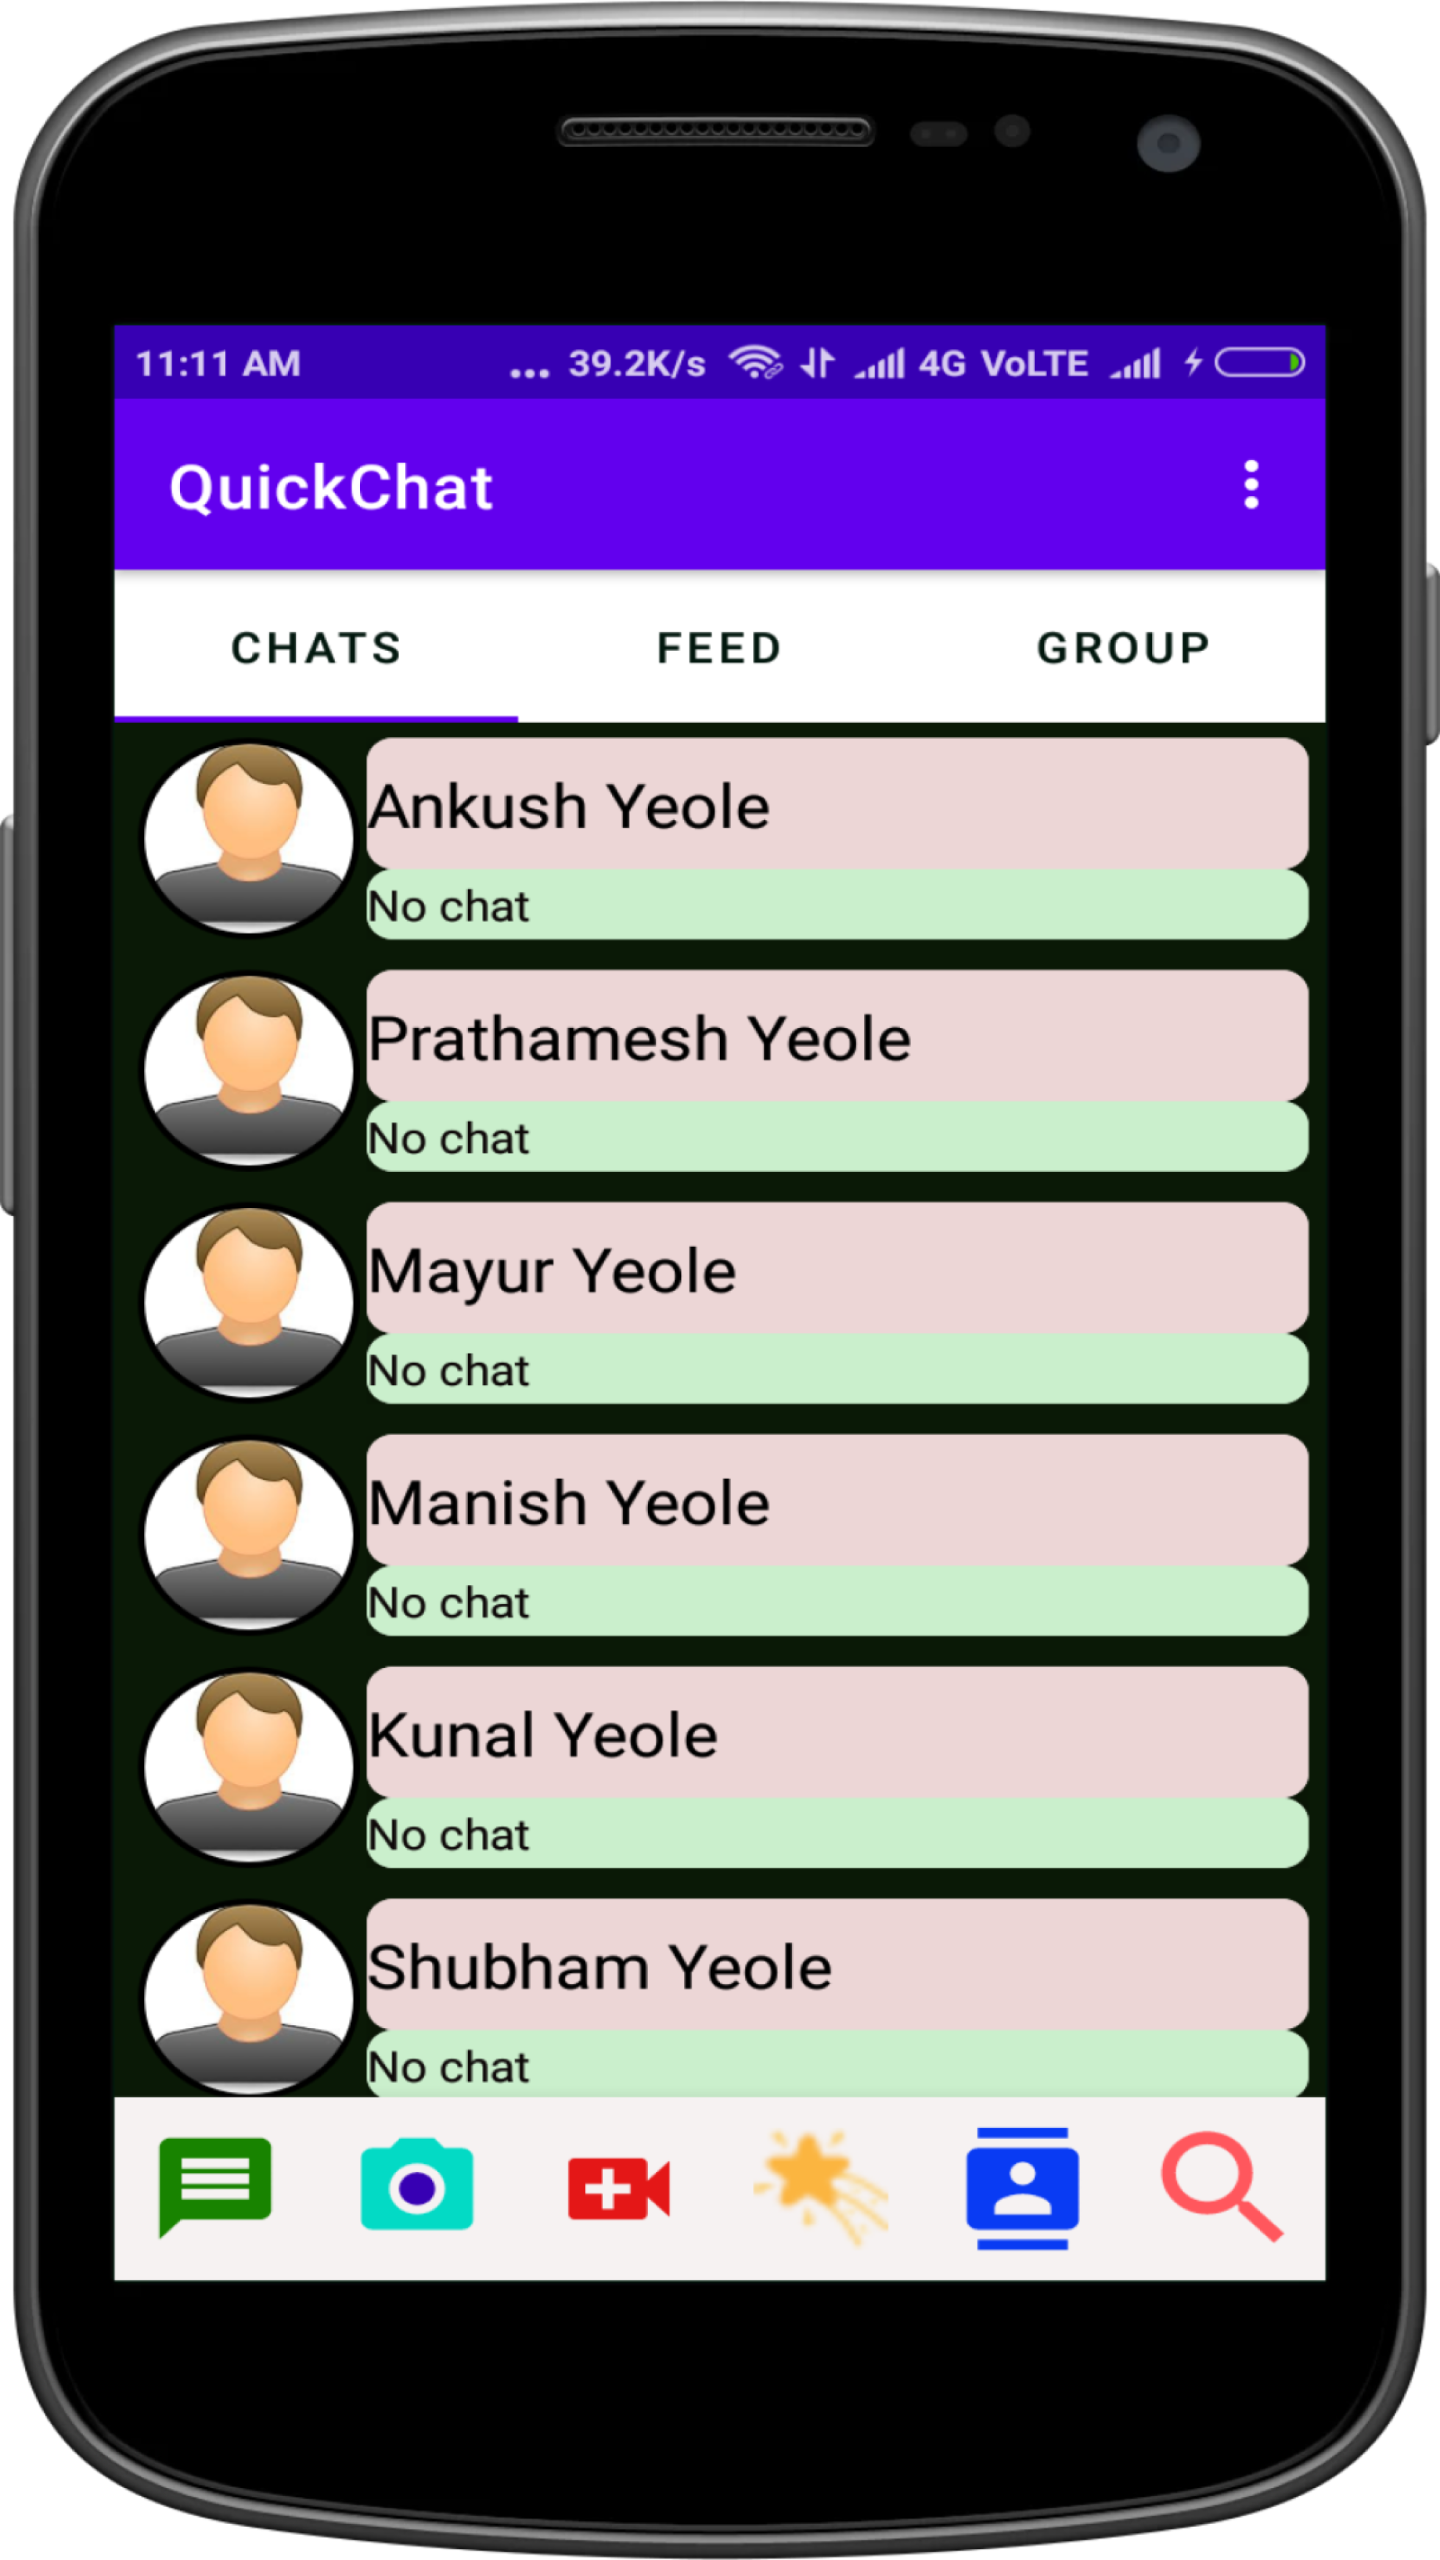 11:11 AM ... 39.2K/s 4G VoLTE
QuickChat
CHATS FEED GROUP
Ankush Yeole
No chat
Prathamesh Yeole
No chat
Mayur Yeole
No chat
Manish Yeole
No chat
Kunal Yeole
No chat
Shubham Yeole
No chat